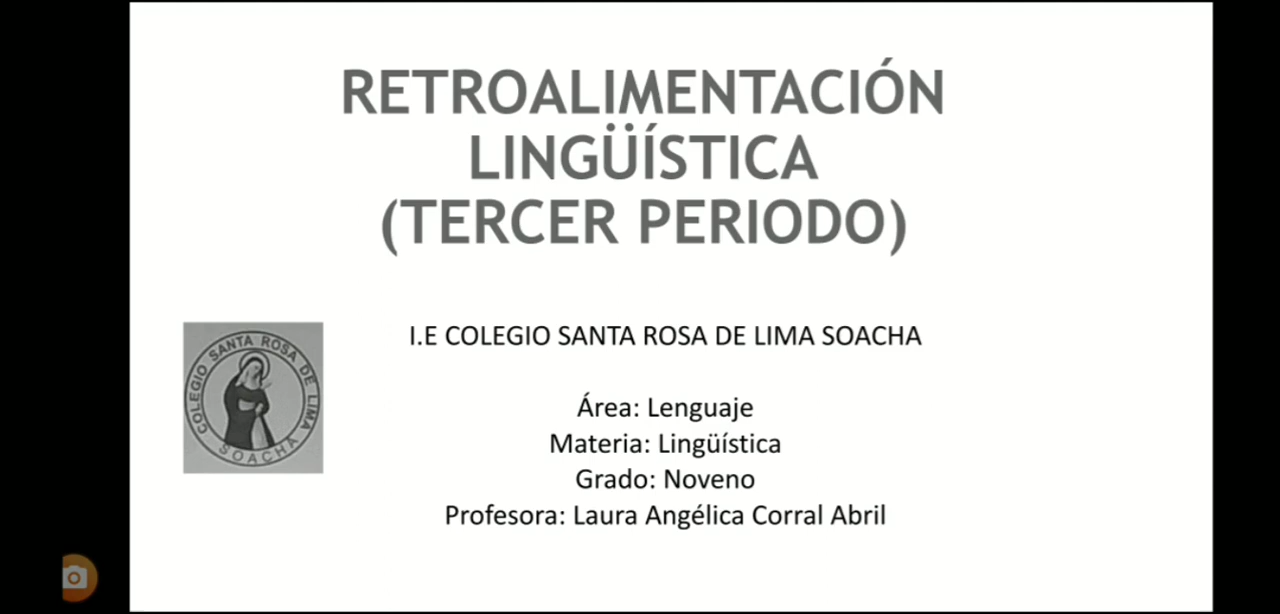 RETROALIMENTACIÓN
LINGÜÍSTICA
(TERCER PERIODO)
I.E COLEGIO SANTA ROSA DE LIMA SOACHA
COLEGIO SANTA ROSA DE LIMA
SOACHA
Área: Lenguaje
Materia: Lingüística
Grado: Noveno
Profesora: Laura Angélica Corral Abril